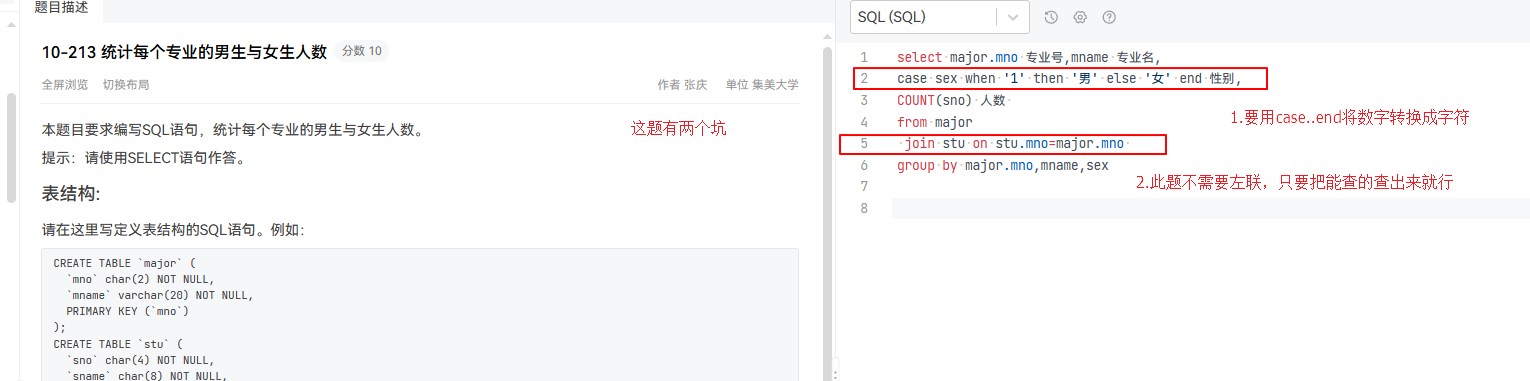 题目描述
10-213 统计每个专业的男生与女生人数 分数 10
全屏浏览 切换布局 作者 张庆 单位 集美大学
本题目要求编写SQL语句，统计每个专业的男生与女生人数。
这题有两个坑
提示：请使用SELECT语句作答。
表结构:
请在这里写定义表结构的SQL语句。例如：
CREATE TABLE `major` (
`mno` char(2) NOT NULL,
`mname` varchar(20) NOT NULL,
PRIMARY KEY (`mno`)
);
CREATE TABLE `stu` (
`sno` char(4) NOT NULL,
`sname` char(8) NOT NULL,
SQL (SQL)
1 select major.mno 专业号,mname 专业名,
2 case sex when '1' then '男' else '女' end 性别,
3 COUNT(sno) 人数
4 from major
5 join stu on stu.mno=major.mno
6 group by major.mno,mname,sex
7
8
1.要用case..end将数字转换成字符
2.此题不需要左联，只要把能查的查出来就行